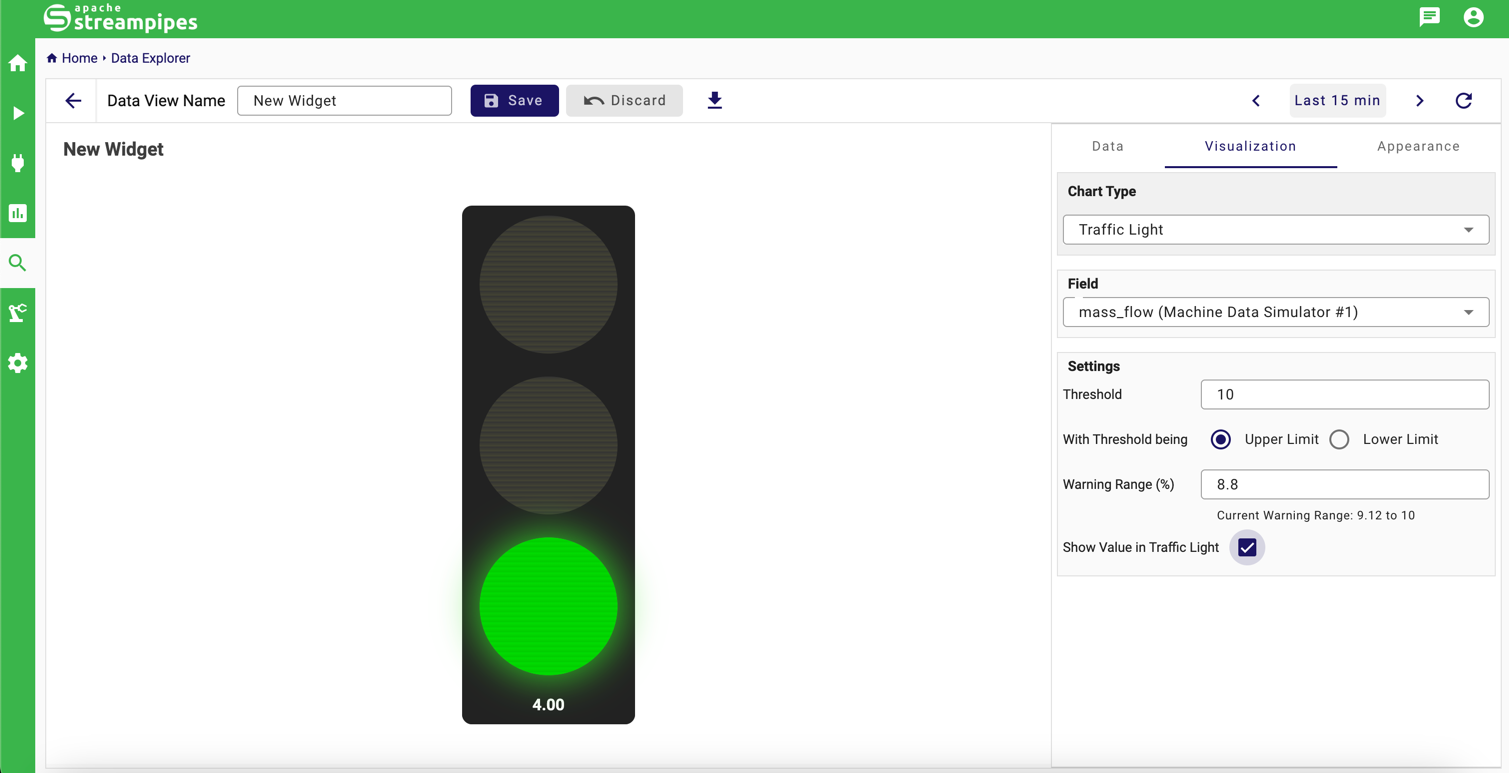 apache
streampipes
Home › Data Explorer
Data View Name
New Widget
Save
Discard
Last 15 min
New Widget
4.00
Data
Visualization
Appearance
Chart Type
Traffic Light
Field
mass_flow (Machine Data Simulator #1)
Settings
Threshold
10
With Threshold being
Upper Limit
Lower Limit
Warning Range (%)
8.8
Current Warning Range: 9.12 to 10
Show Value in Traffic Light